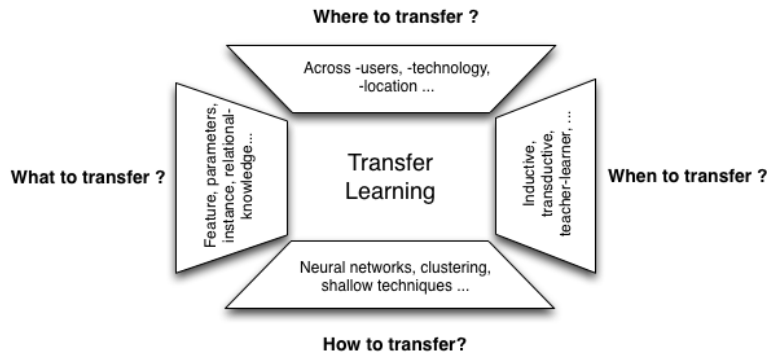 Where to transfer ?
Across -users, -technology,
-location ...
What to transfer ?
Feature, parameters,
instance, relational-
knowledge...
Transfer
Learning
Inductive,
transductive,
teacher-learner, ...
When to transfer ?
Neural networks, clustering,
shallow techniques ...
How to transfer?